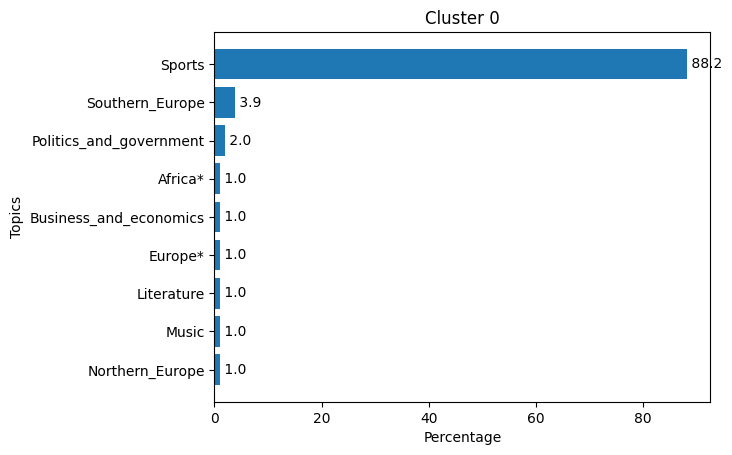 Cluster 0
Topics
Sports 88.2
Southern_Europe 3.9
Politics_and_government 2.0
Africa* 1.0
Business_and_economics 1.0
Europe* 1.0
Literature 1.0
Music 1.0
Northern_Europe 1.0
0 20 40 60 80
Percentage